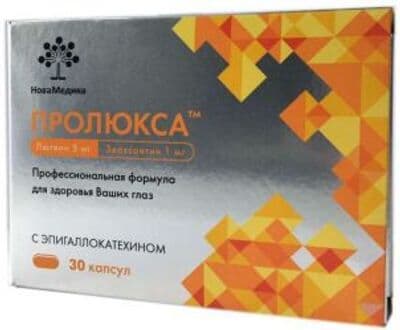 НоваМедика
ПРОЛЮКСА™
Лютеин 5 мг Зеаксантин 1 мг
Профессиональная формула
для здоровья Ваших глаз
С ЭПИГАЛЛОКАТЕХИНОМ
30 капсул